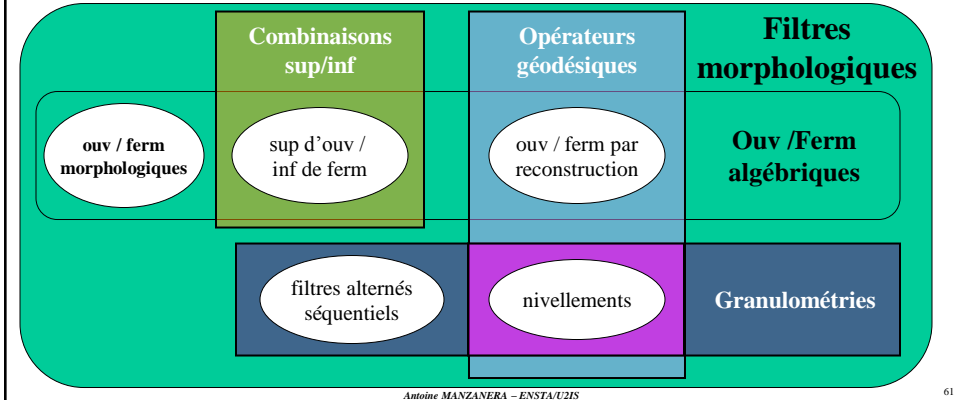 Combinaisons
sup/inf
Opérateurs
géodésiques
Filtres
morphologiques
ouv / ferm
morphologiques
sup d'ouv /
inf de ferm
ouv / ferm par
reconstruction
Ouv /Ferm
algébriques
filtres alternés
séquentiels
nivellements
Granulométries
Antoine MANZANERA – ENSTA/U2IS
61